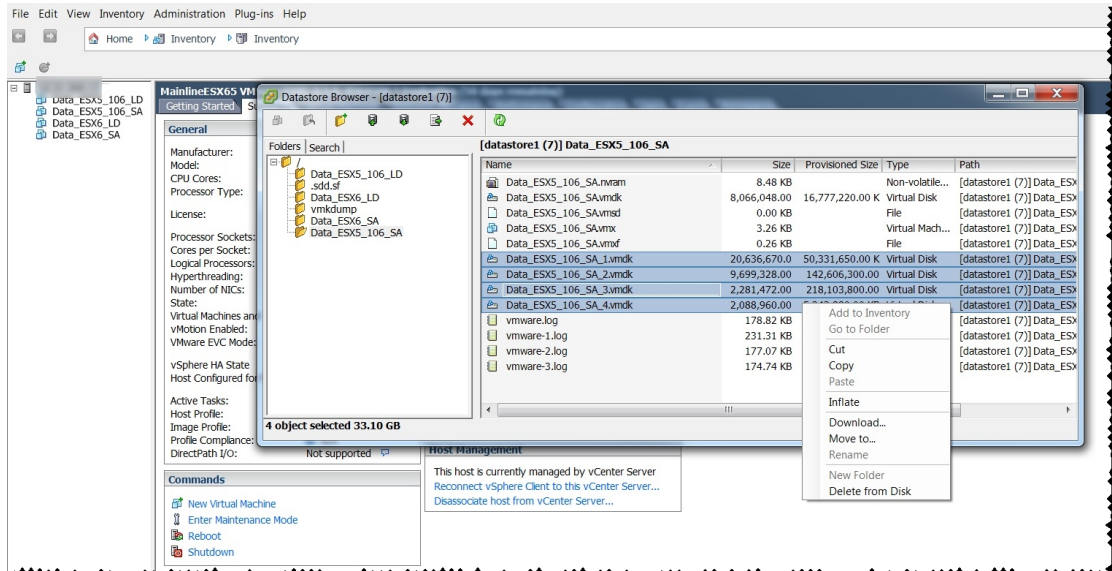 File Edit View Inventory Administration Plug-ins Help
Home Inventory Inventory
Data_ESX5_106_LD
Data_ESX5_106_SA
Data_ESX6_LD
Data_ESX6_SA
MainlineESX65 VM
Getting Started
General
Manufacturer:
Model:
CPU Cores:
Processor Type:
License:
Processor Sockets:
Cores per Socket:
Logical Processors:
Hyperthreading:
Number of NICs:
State:
Virtual Machines and
vMotion Enabled:
VMware EVC Mode:
vSphere HA State
Host Configured for
Active Tasks:
Host Profile:
Image Profile:
Profile Compliance:
DirectPath I/O: Not supported
Commands
New Virtual Machine
Enter Maintenance Mode
Reboot
Shutdown
Host Management
This host is currently managed by vCenter Server
Reconnect vSphere Client to this vCenter Server...
Disassociate host from vCenter Server...
Datastore Browser - [datastore1 (7)]
Folders Search
/
Data_ESX5_106_LD
.sdd.sf
Data_ESX6_LD
vmkdump
Data_ESX6_SA
Data_ESX5_106_SA
[datastore1 (7)] Data_ESX5_106_SA
Name Size Provisioned Size Type Path
Data_ESX5_106_SA.nvram 8.48 KB Non-volatile... [datastore1 (7)] Data_ESX
Data_ESX5_106_SA.vmdk 8,066,048.00 16,777,220.00 K Virtual Disk [datastore1 (7)] Data_ESX
Data_ESX5_106_SA.vmsd 0.00 KB File [datastore1 (7)] Data_ESX
Data_ESX5_106_SA.vmx 3.26 KB Virtual Mach... [datastore1 (7)] Data_ESX
Data_ESX5_106_SA.vmxf 0.26 KB File [datastore1 (7)] Data_ESX
Data_ESX5_106_SA_1.vmdk 20,636,670.0 50,331,650.00 K Virtual Disk [datastore1 (7)] Data_ESX
Data_ESX5_106_SA_2.vmdk 9,699,328.00 142,606,300.00 Virtual Disk [datastore1 (7)] Data_ESX
Data_ESX5_106_SA_3.vmdk 2,281,472.00 218,103,800.00 Virtual Disk [datastore1 (7)] Data_ESX
Data_ESX5_106_SA_4.vmdk 2,088,960.00 [datastore1 (7)] Data_ESX
vmware.log 178.82 KB [datastore1 (7)] Data_ESX
vmware-1.log 231.31 KB [datastore1 (7)] Data_ESX
vmware-2.log 177.07 KB [datastore1 (7)] Data_ESX
vmware-3.log 174.74 KB [datastore1 (7)] Data_ESX
4 object selected 33.10 GB
Add to Inventory
Go to Folder
Cut
Copy
Paste
Inflate
Download...
Move to...
Rename
New Folder
Delete from Disk